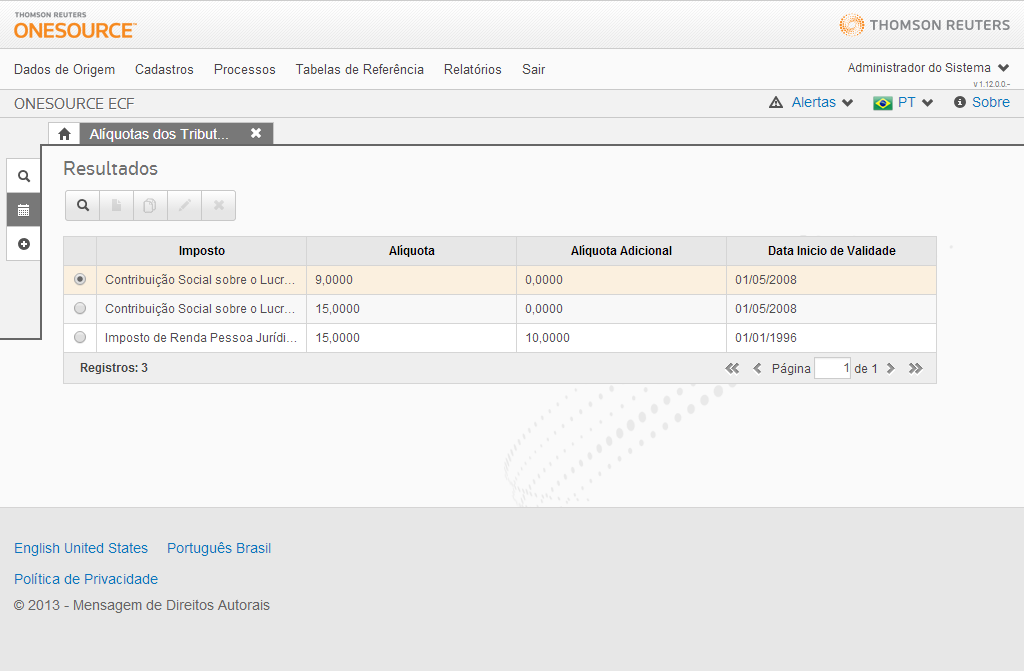 THOMSON REUTERS
ONESOURCE™
THOMSON REUTERS
Dados de Origem Cadastros Processos Tabelas de Referência Relatórios Sair
Administrador do Sistema
v 1.12.0.0.-
ONESOURCE ECF
Alertas PT Sobre
Alíquotas dos Tribut...
Resultados
Imposto Alíquota Alíquota Adicional Data Inicio de Validade
Contribuição Social sobre o Lucr... 9,0000 0,0000 01/05/2008
Contribuição Social sobre o Lucr... 15,0000 0,0000 01/05/2008
Imposto de Renda Pessoa Jurídi... 15,0000 10,0000 01/01/1996
Registros: 3
Página 1 de 1
English United States Português Brasil
Política de Privacidade
© 2013 - Mensagem de Direitos Autorais